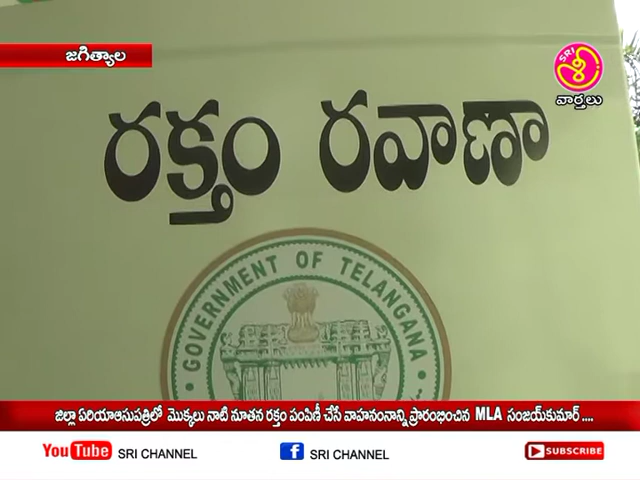 జగిత్యాల
SRI
శ్రీ
వార్తలు
రక్తం రవాణా
GOVERNMENT OF TELANGANA
జిల్లా ఏరియాఆసుపత్రిలో మొక్కలు నాటి నూతన రక్తం పంపిణీ చేసే వాహనంనాన్ని ప్రారంభించిన MLA సంజయ్‌కుమార్ ....
YouTube SRI CHANNEL
f SRI CHANNEL
SUBSCRIBE